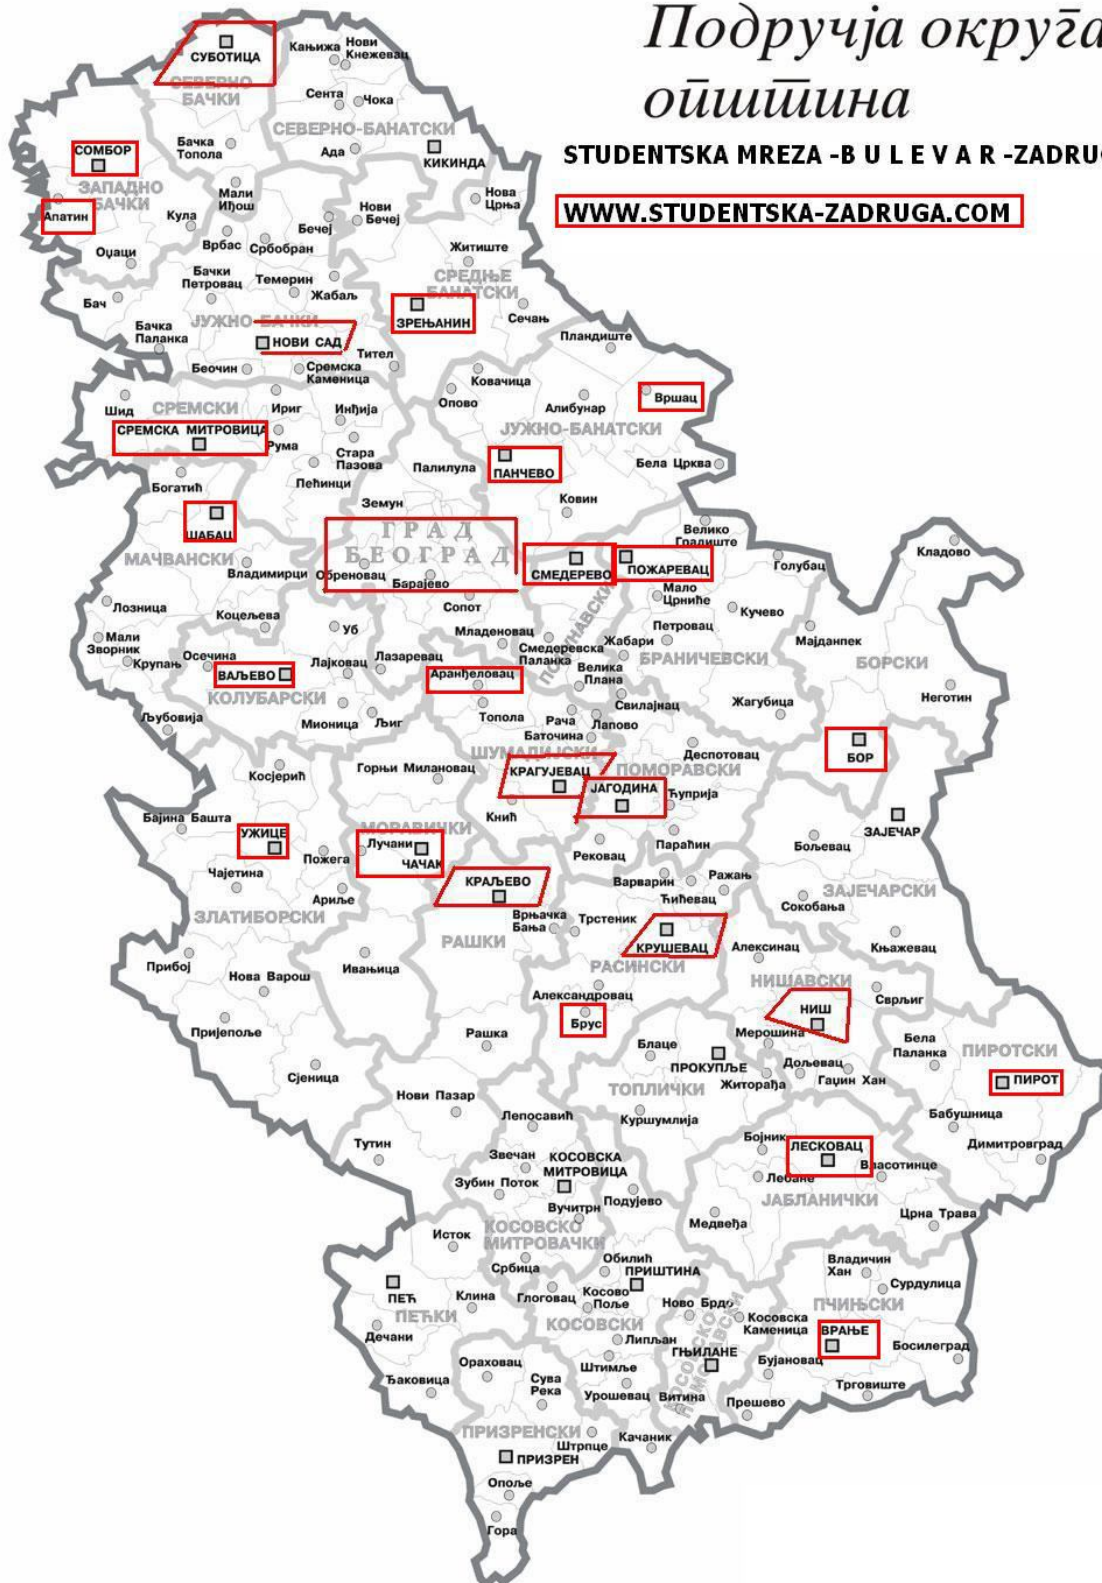 Подручја округа
општина
STUDENTSKA MREZA -B U L E V A R -ZADRUG
WWW.STUDENTSKA-ZADRUGA.COM
СУБОТИЦА
СЕВЕРНО
БАЧКИ
Кањижа
Нови
Кнежевац
Сента
Чока
СЕВЕРНО-БАНАТСКИ
Ада
КИКИНДА
Бачка
Топола
СОМБОР
ЗАПАДНО
БАЧКИ
Апатин
Мали
Иђош
Кула
Нова
Црња
Нови
Бечеј
Бечеј
Врбас
Србобран
Оџаци
Житиште
СРЕДЊЕ
БАНАТСКИ
Бачки
Петровац
Темерин
Жабаљ
Бач
ЗРЕЊАНИН
Сечањ
ЈУЖНО-БАЧКИ
Бачка
Паланка
НОВИ САД
Тител
Пландиште
Беочин
Сремска
Каменица
Ковачица
Опово
Алибунар
Вршац
Шид
СРЕМСКИ
Ириг
Инђија
ЈУЖНО-БАНАТСКИ
СРЕМСКА МИТРОВИЦА
Рума
Стара
Пазова
Палилула
ПАНЧЕВО
Бела Црква
Богатић
Пећинци
Земун
Ковин
ШАБАЦ
ГРАД
БЕОГРАД
Велико
Градиште
МАЧВАНСКИ
Владимирци
Обреновац
Барајево
СМЕДЕРЕВО
ПОЖАРЕВАЦ
Голубац
Кладово
Лозница
Коцељева
Сопот
Мало
Црниће
Кучево
Мали
Зворник
Крупањ
Осечина
Уб
Младеновац
Смедеревска
Паланка
Жабари
Петровац
Мајданпек
БРАНИЧЕВСКИ
БОРСКИ
ВАЉЕВО
КОЛУБАРСКИ
Лајковац
Лазаревац
Аранђеловац
Велика
Плана
Неготин
Љубовија
Мионица
Љиг
Топола
Рача
Лапово
Свилајнац
Жагубица
Баточина
ШУМАДИЈСКИ
Деспотовац
БОР
Косјерић
Горњи Милановац
КРАГУЈЕВАЦ
ПОМОРАВСКИ
ЈАГОДИНА
Ћуприја
Бајина Башта
Кнић
ЗАЈЕЧАР
УЖИЦЕ
МОРАВИЧКИ
Лучани
ЧАЧАК
Рековац
Параћин
Бољевац
Пожега
Чајетина
Ариље
КРАЉЕВО
Варварин
Ражањ
Ћићевац
ЗАЈЕЧАРСКИ
ЗЛАТИБОРСКИ
Врњачка
Бања
Трстеник
Сокобања
РАШКИ
КРУШЕВАЦ
Алексинац
Књажевац
Прибој
Нова Варош
Ивањица
РАСИНСКИ
НИШАВСКИ
Сврљиг
Александровац
Брус
НИШ
Пријепоље
Рашка
Блаце
Мерошина
Бела
Паланка
ПИРОТСКИ
Сјеница
ПРОКУПЉЕ
Дољевац
Житорађа
Гаџин Хан
ПИРОТ
Нови Пазар
ТОПЛИЧКИ
Куршумлија
Бабушница
Лепосавић
Тутин
Бојник
ЛЕСКОВАЦ
Димитровград
Звечан
КОСОВСКА
МИТРОВИЦА
Власотинце
Зубин Поток
Подујево
Лебане
ЈАБЛАНИЧКИ
Вучитрн
Медвеђа
Црна Трава
Исток
КОСОВСКО
МИТРОВАЧКИ
Србица
Обилић
ПРИШТИНА
Владичин
Хан
Сурдулица
ПЕЋ
ПЕЋКИ
Клина
Глоговац
Косово
Поље
КОСОВСКИ
Ново Брдо
ПЧИЊСКИ
Косовска
Каменица
ВРАЊЕ
Дечани
Липљан
КОСОВСКО
ГЊИЛАНЕ
Босилеград
Ораховац
Штимље
Бујановац
Ђаковица
Сува
Река
Урошевац
Витина
Прешево
Трговиште
ПРИЗРЕНСКИ
Штрпце
Качаник
ПРИЗРЕН
Опоље
Гора